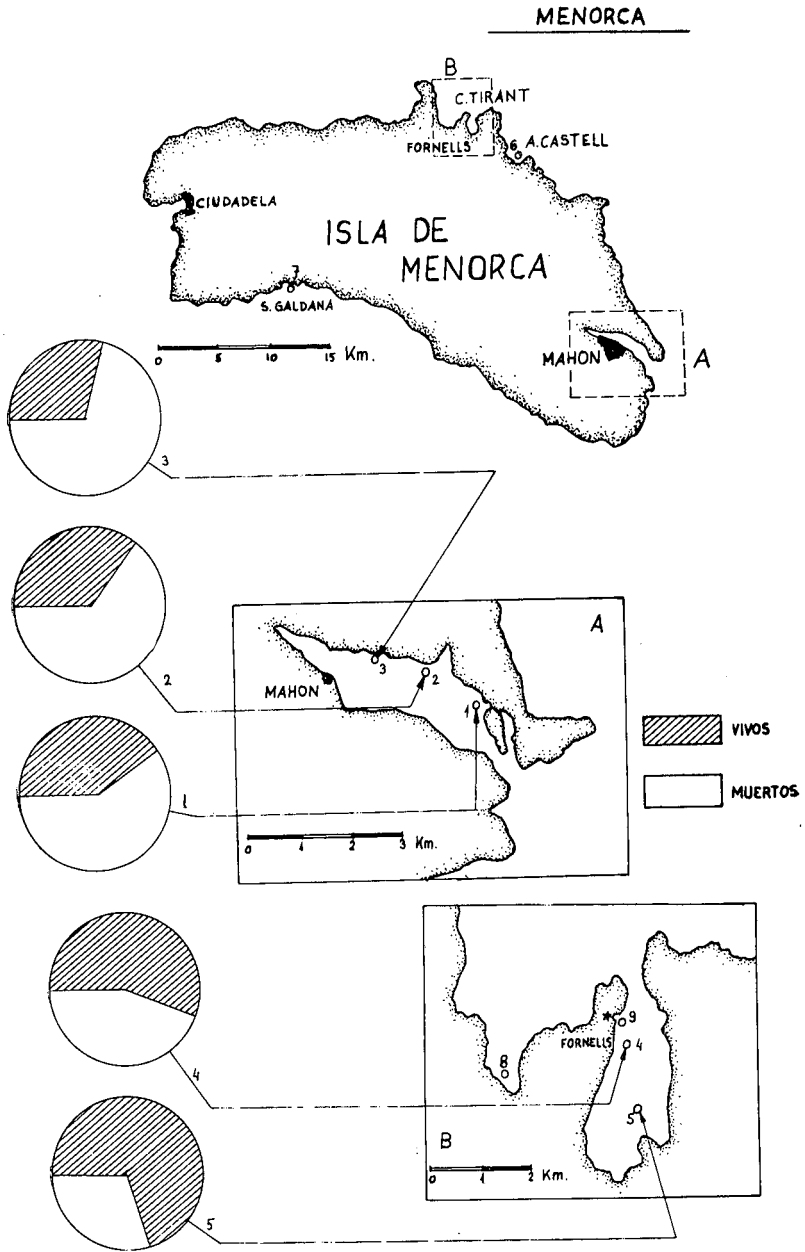 MENORCA
B
C. TIRANT
FORNELLS
6 A. CASTELL
CIUDADELA
ISLA DE
MENORCA
7
S. GALDANA
MAHON
A
0 5 10 15 Km.
3
A
3
2
MAHON
1
2
VIVOS
MUERTOS
1
0 1 2 3 Km.
9
FORNELLS
4
8
4
5
B
0 1 2 Km.
5